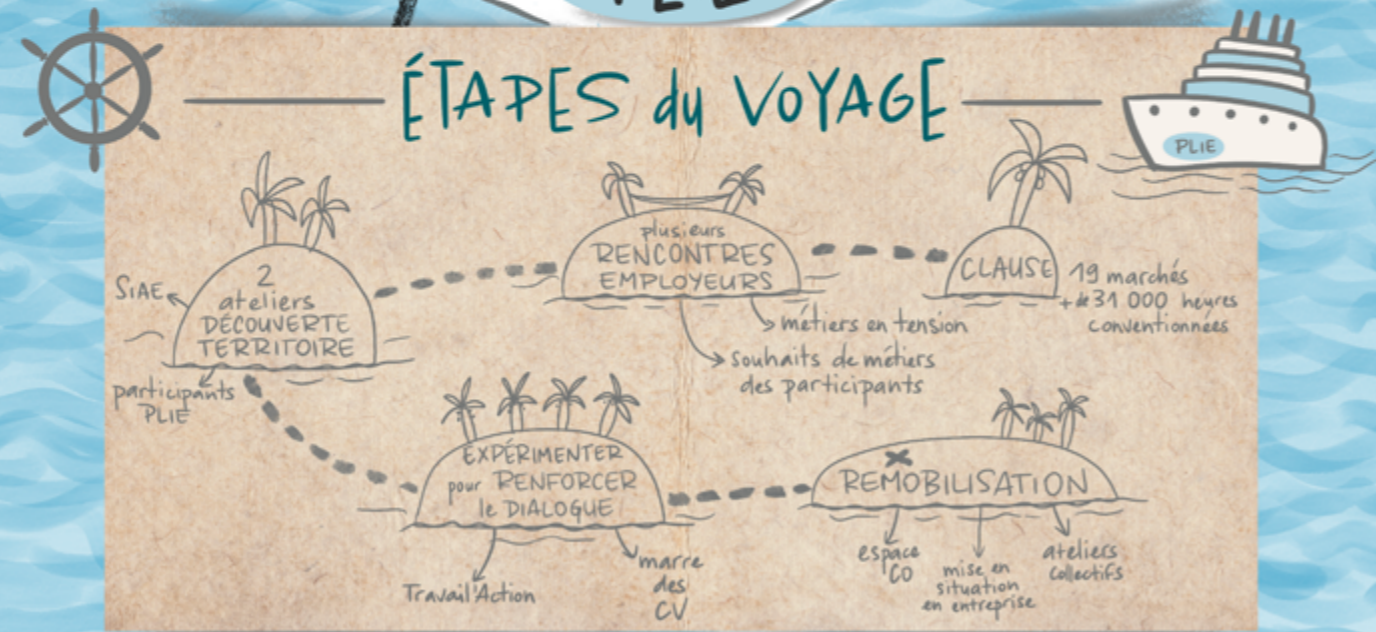 ÉTAPES du VOYAGE
PLIE
2
ateliers
DÉCOUVERTE
TERRITOIRE
SIAE
participants
PLIE
plusieurs
RENCONTRES
EMPLOYEURS
métiers en tension
souhaits de métiers
des participants
CLAUSE
19 marchés
+ de 31 000 heures
conventionnées
EXPÉRIMENTER
pour RENFORCER
le DIALOGUE
Travail'Action
marre
des
CV
REMOBILISATION
espace
CO
mise en
situation
en entreprise
ateliers
collectifs